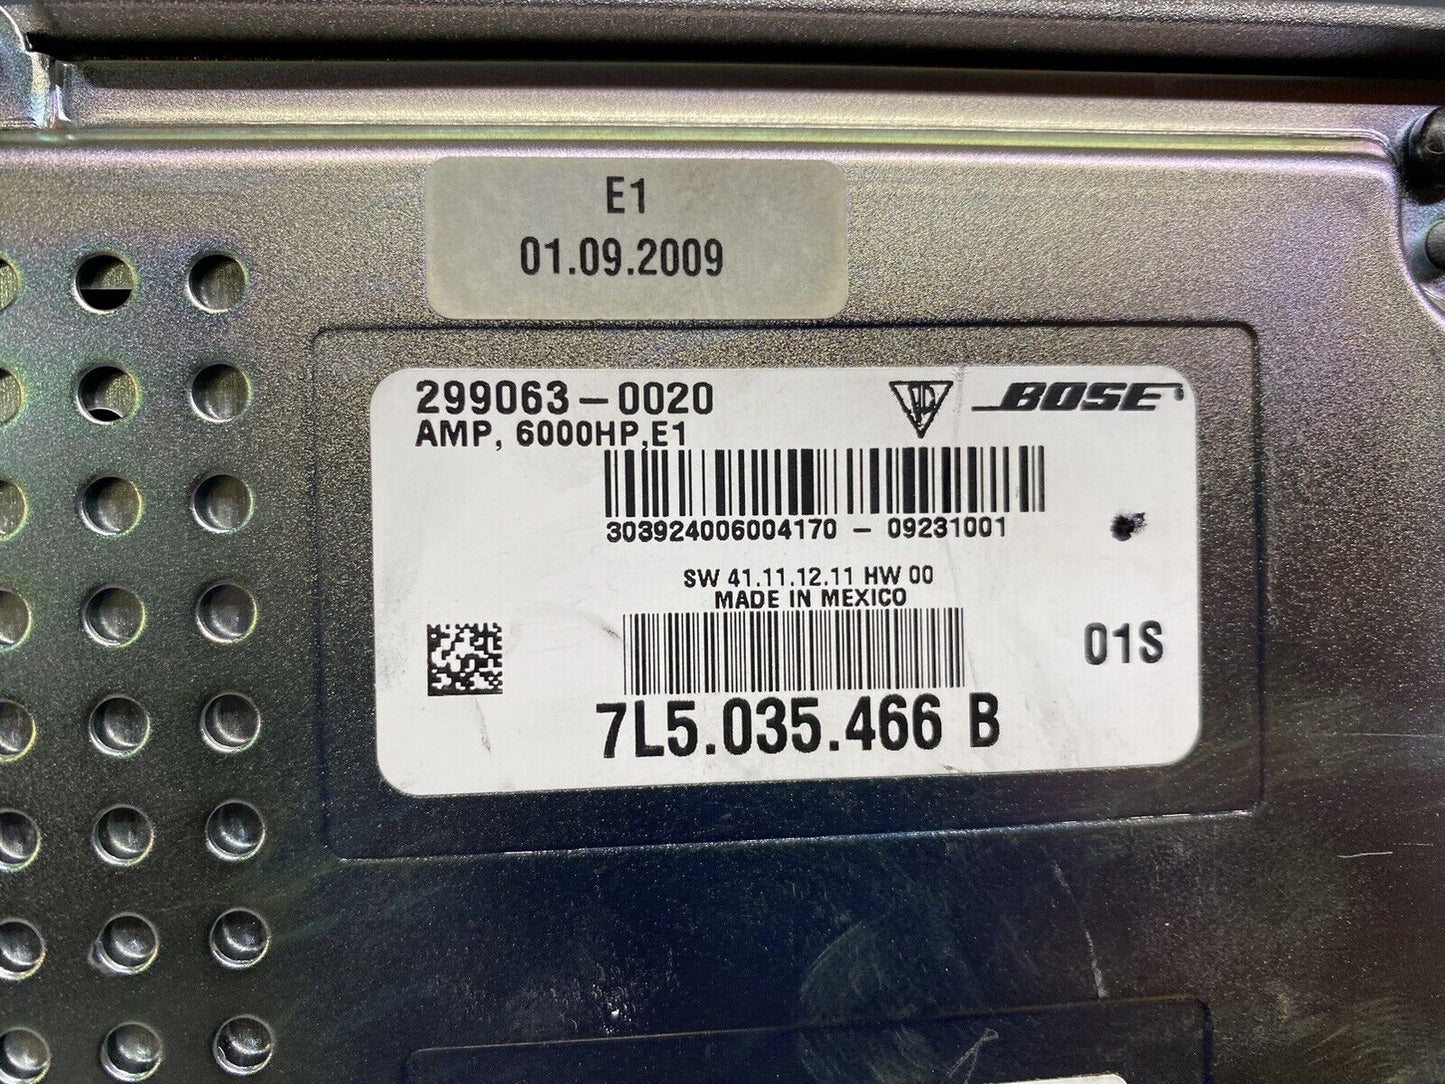 E1
01.09.2009
299063-0020
BOSE
AMP, 6000HP,E1
303924006004170 - 09231001
SW 41.11.12.11 HW 00
MADE IN MEXICO
01S
7L5.035.466 B